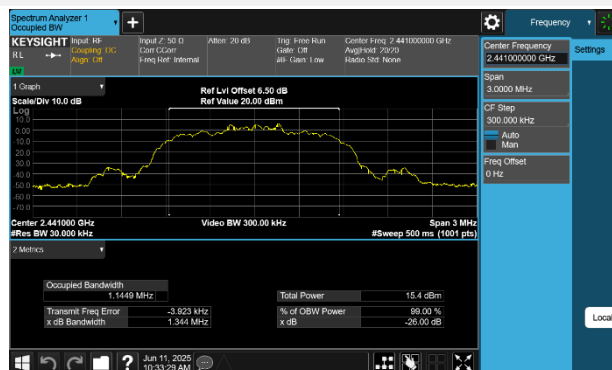 Spectrum Analyzer 1
Occupied BW
Frequency
KEYSIGHT
Input: RF
Coupling: DC
Align: Off
Input Z: 50 Ω
Corr CCorr
Freq Ref: Internal
Atten: 20 dB
Trig: Free Run
Gate: Off
#IF Gain: Low
Center Freq: 2.441000000 GHz
Avg|Hold: 20/20
Radio Std: None
RL
LV
Center Frequency
2.441000000 GHz
Settings
Span
3.0000 MHz
CF Step
300.000 kHz
Auto
Man
Freq Offset
0 Hz
1 Graph
Scale/Div 10.0 dB
Ref Lvl Offset 6.50 dB
Ref Value 20.00 dBm
Log
10.0
0.00
-10.0
-20.0
-30.0
-40.0
-50.0
-60.0
-70.0
Center 2.441000 GHz
#Res BW 30.000 kHz
Video BW 300.00 kHz
Span 3 MHz
#Sweep 500 ms (1001 pts)
2 Metrics
Occupied Bandwidth
1.1449 MHz
Total Power
15.4 dBm
Transmit Freq Error
-3.923 kHz
% of OBW Power
99.00 %
x dB Bandwidth
1.344 MHz
x dB
-26.00 dB
Local
?
Jun 11, 2025
10:33:29 AM